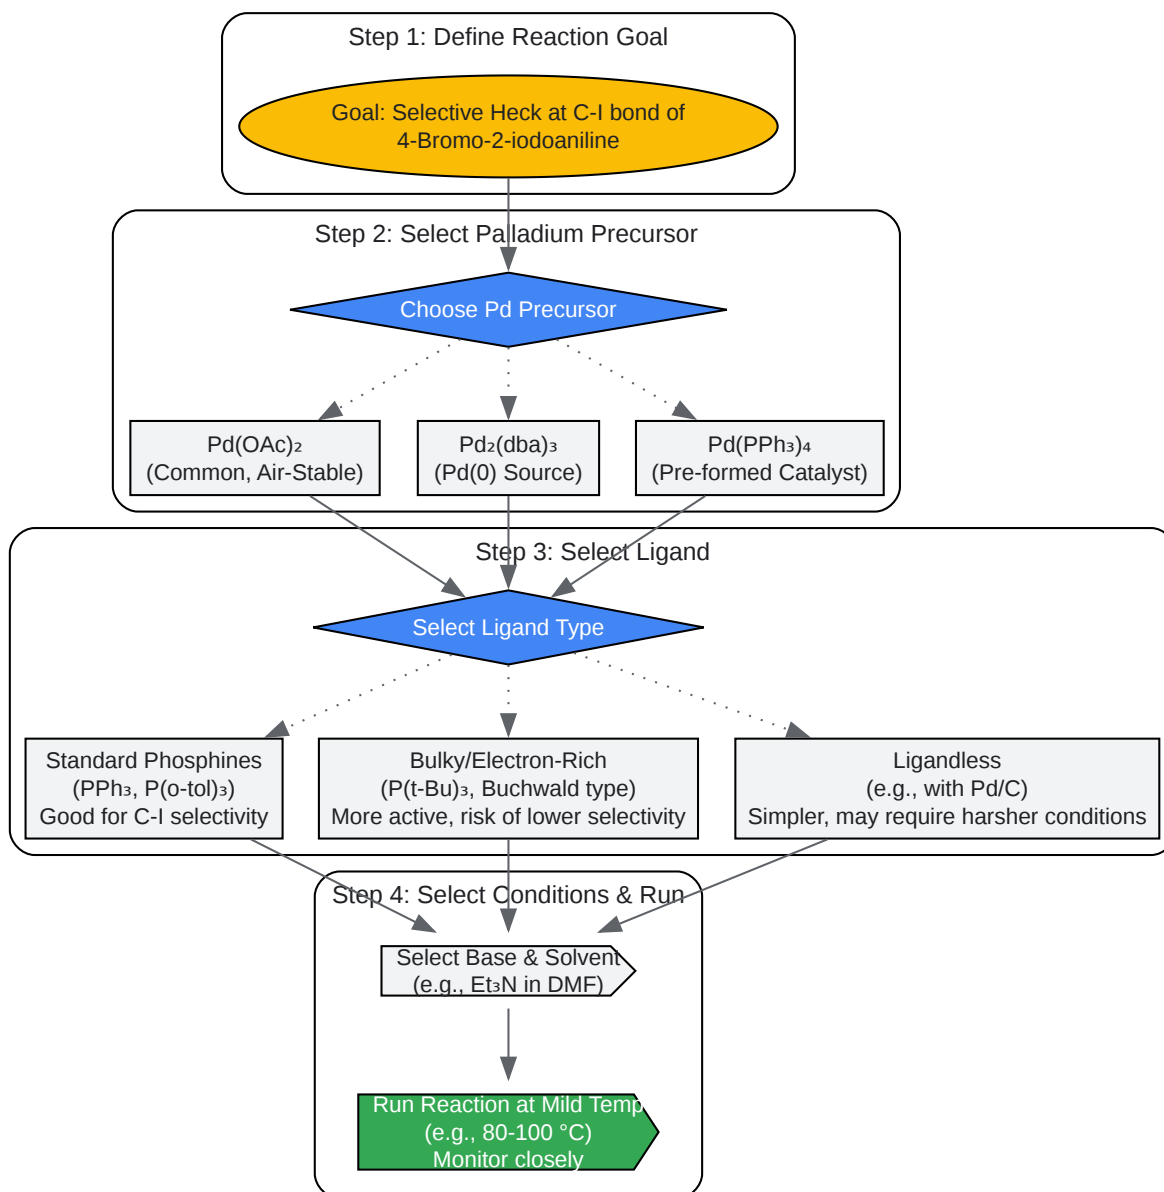 Step 1: Define Reaction Goal
Goal: Selective Heck at C-I bond of
4-Bromo-2-iodoaniline
Step 2: Select Palladium Precursor
Choose Pd Precursor
Pd(OAc)₂
(Common, Air-Stable)
Pd₂(dba)₃
(Pd(0) Source)
Pd(PPh₃)₄
(Pre-formed Catalyst)
Step 3: Select Ligand
Select Ligand Type
Standard Phosphines
(PPh₃, P(o-tol)₃)
Good for C-I selectivity
Bulky/Electron-Rich
(P(t-Bu)₃, Buchwald type)
More active, risk of lower selectivity
Ligandless
(e.g., with Pd/C)
Simpler, may require harsher conditions
Step 4: Select Conditions & Run
Select Base & Solvent
(e.g., Et₃N in DMF)
Run Reaction at Mild Temp
(e.g., 80-100 °C)
Monitor closely